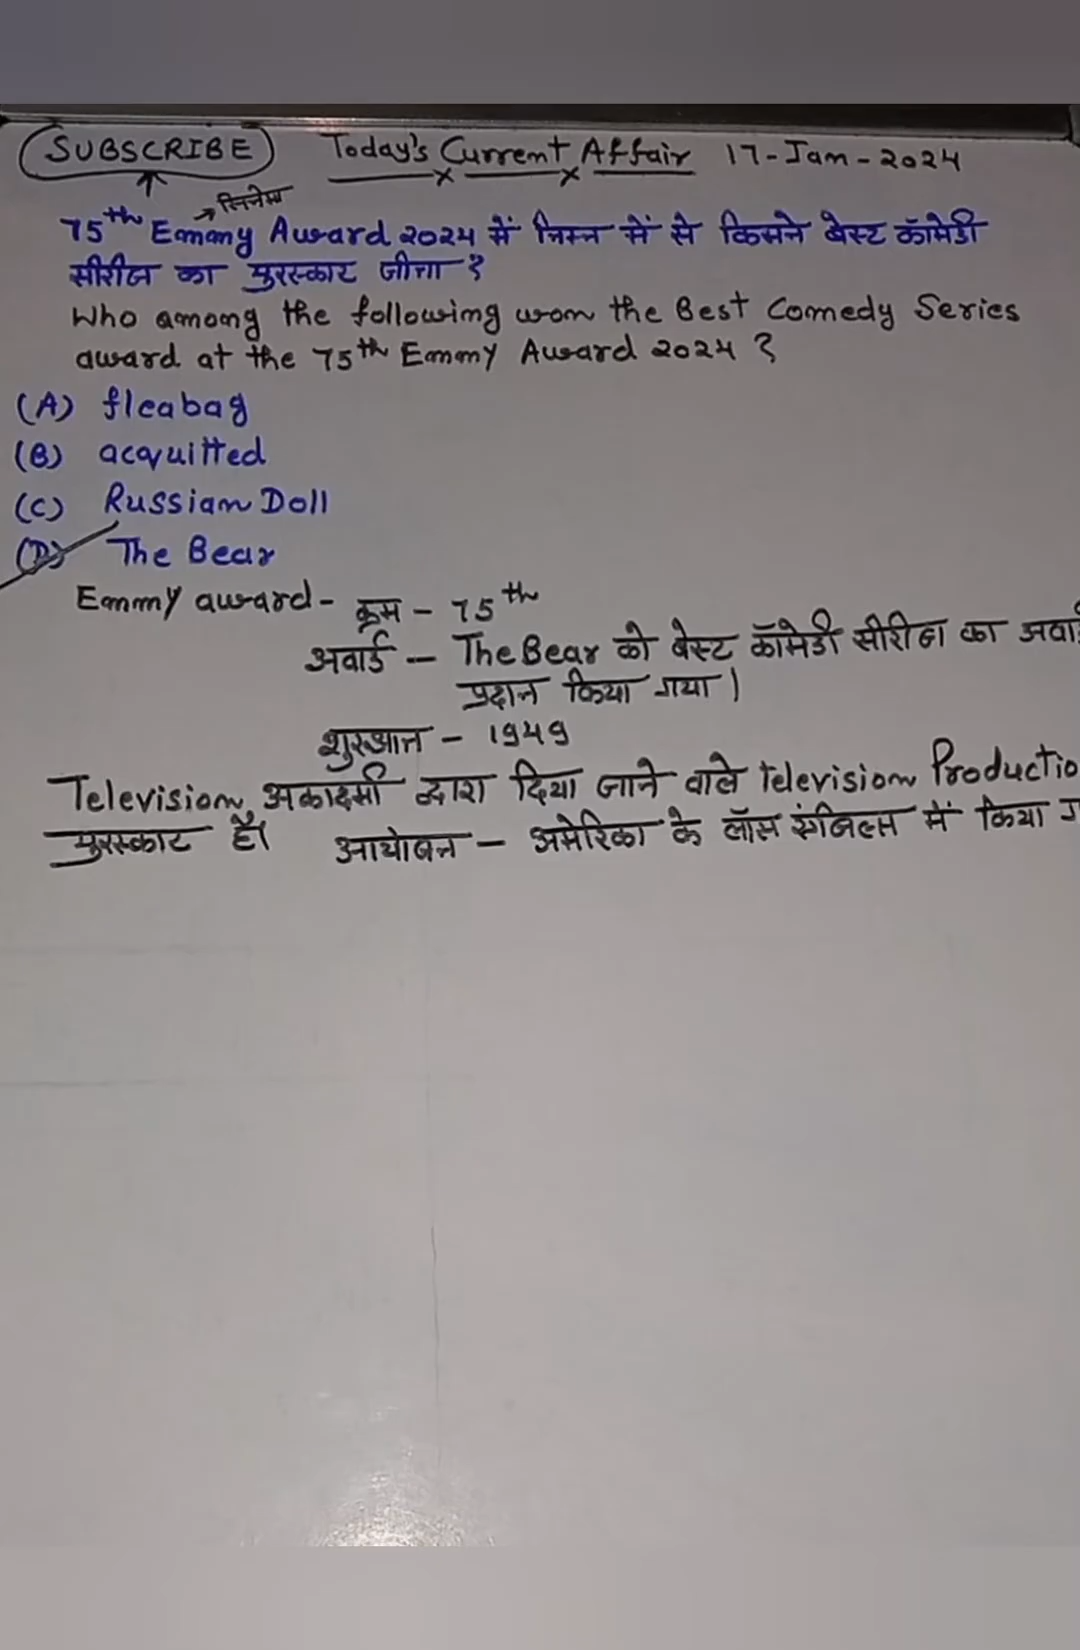 SUBSCRIBE Today's Current Affair 17-Jan-2024
सिनेमा
75th Emmy Award 2024 में निम्न में से किसने बेस्ट कॉमेडी
सीरीज का पुरस्कार जीता ?
Who among the following won the Best Comedy Series
award at the 75th Emmy Award 2024 ?
(A) fleabag
(B) acquitted
(C) Russian Doll
(D) The Bear
Emmy award - क्रम - 75th
अवार्ड - The Bear को बेस्ट कॉमेडी सीरीज का अवार्ड
प्रदान किया गया।
शुरुआत - 1949
Television अकादमी द्वारा दिया जाने वाले television Productio
पुरस्कार है। आयोजन - अमेरिका के लॉस एंजिल्स में किया ग